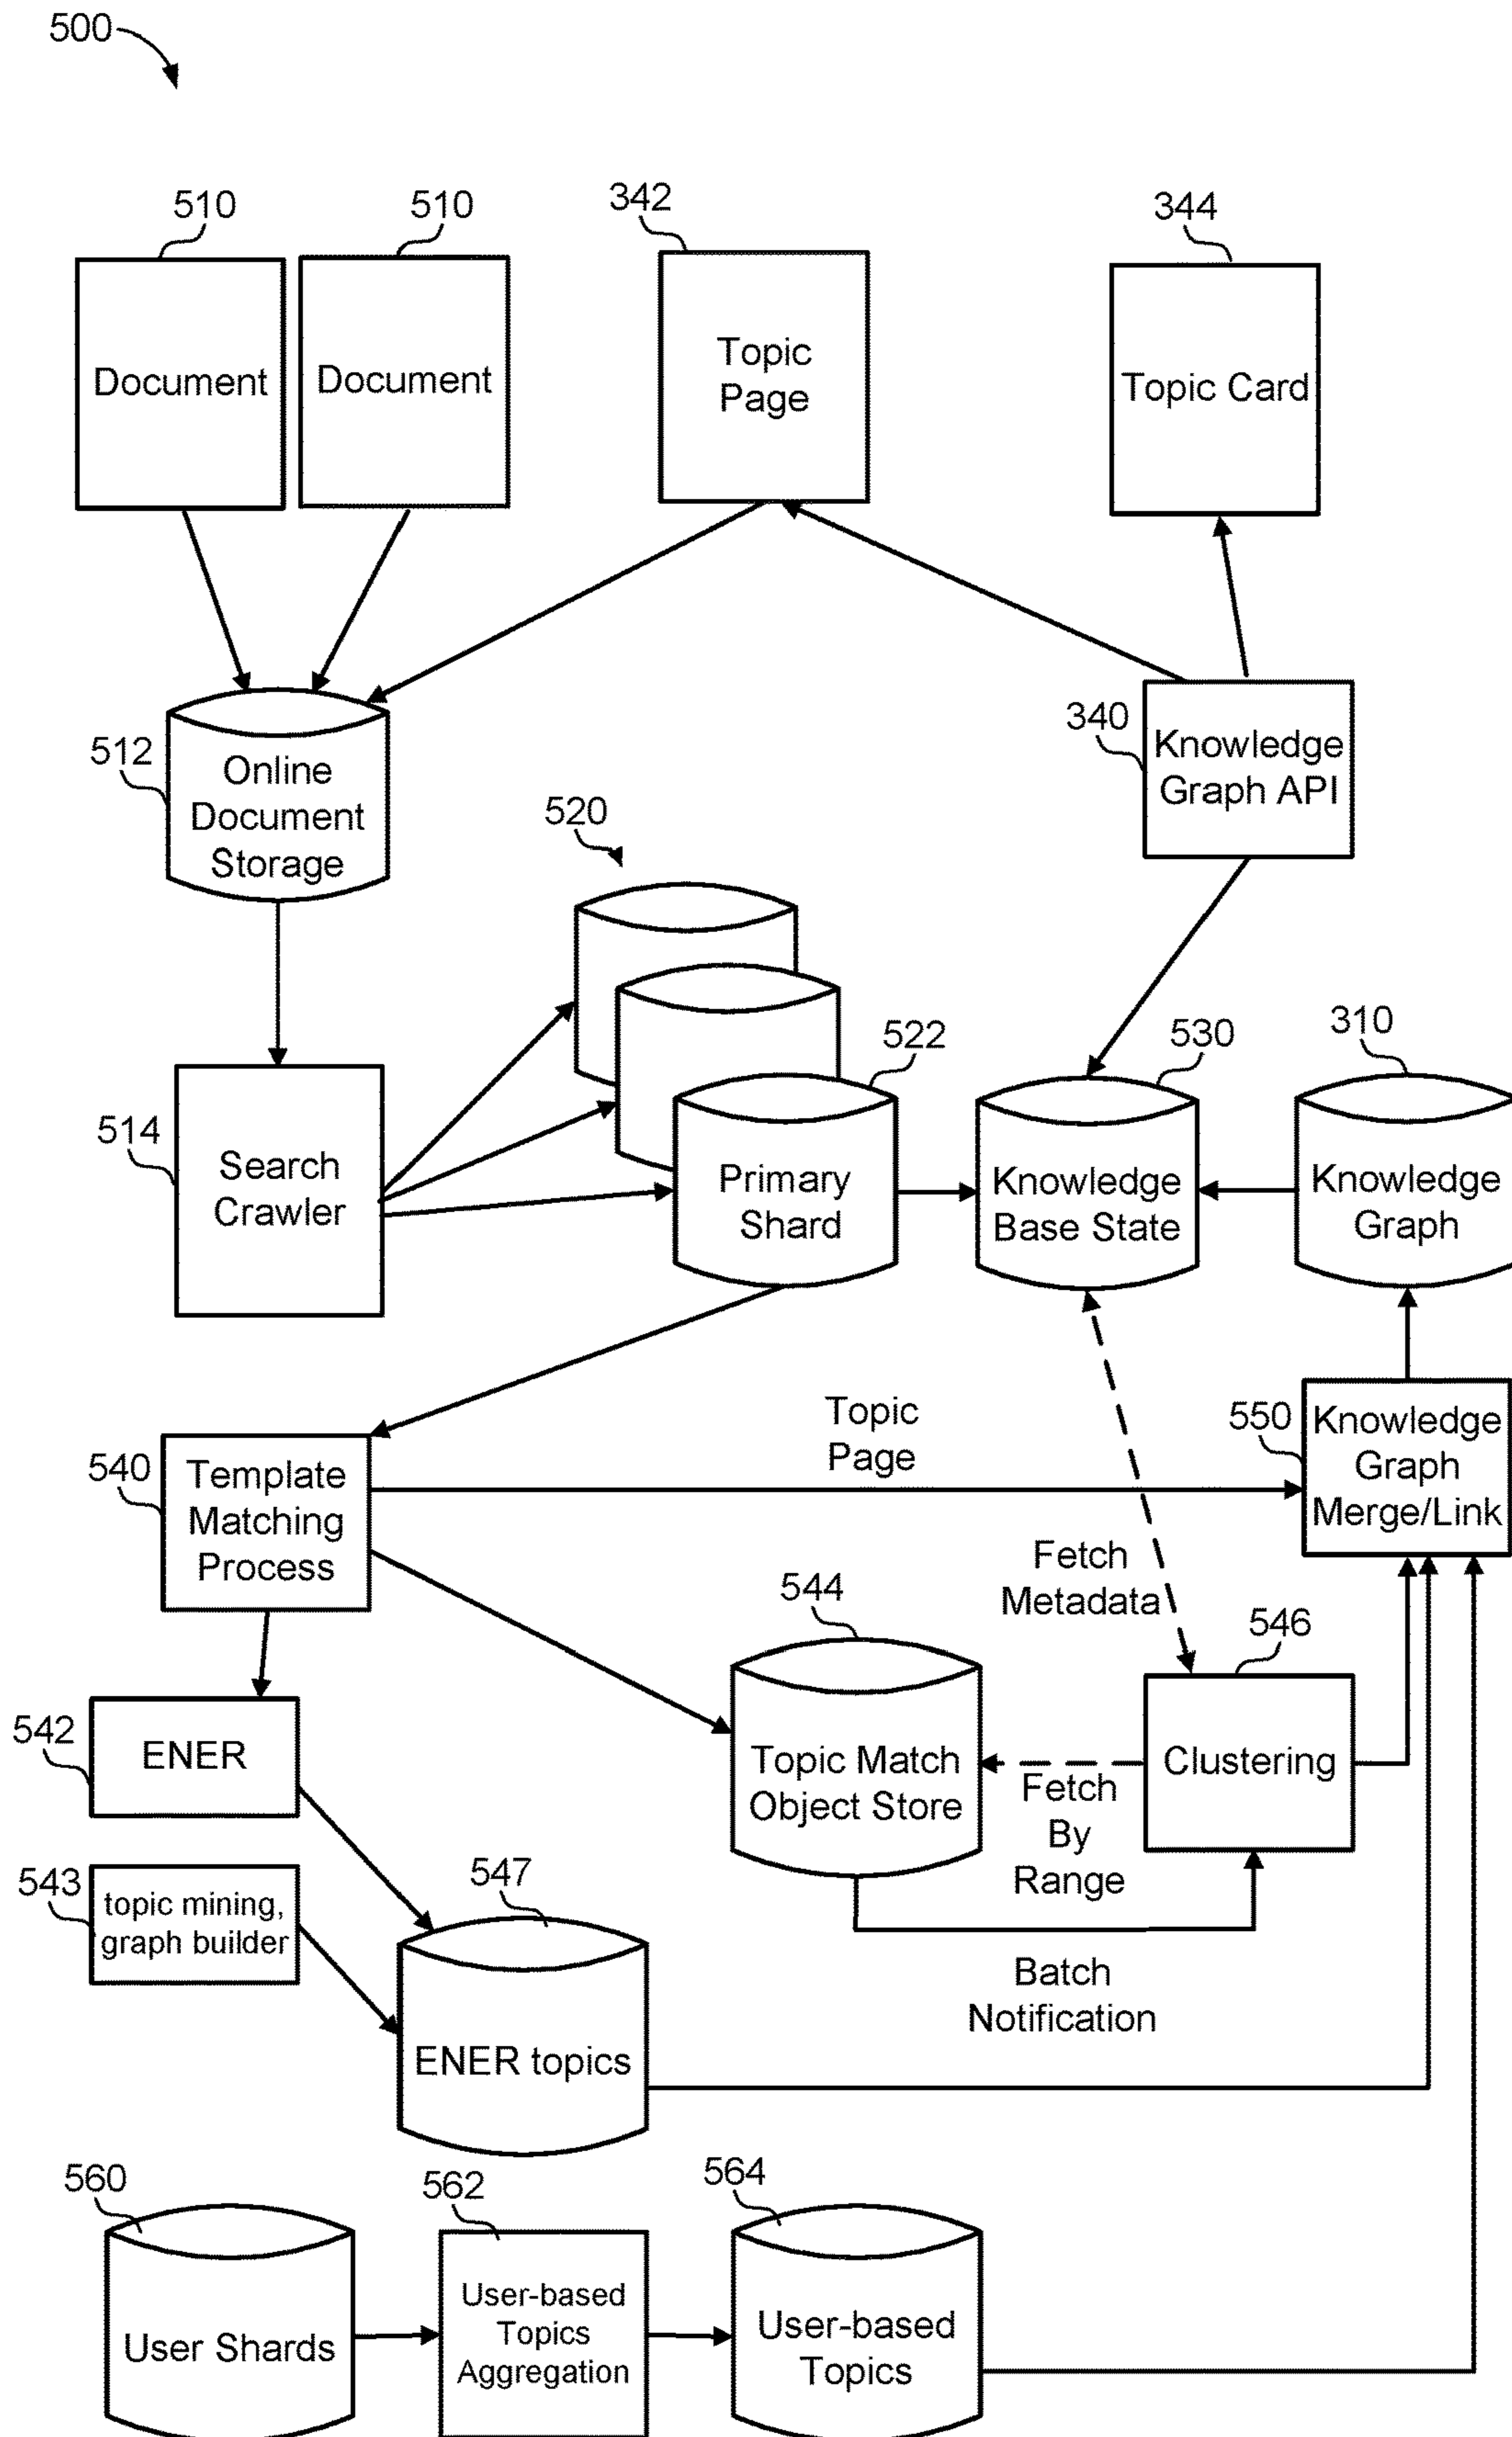 500
510
510
342
344
Document
Document
Topic
Page
Topic Card
512
Online
Document
Storage
340
Knowledge
Graph API
520
522
530
310
514
Search
Crawler
Primary
Shard
Knowledge
Base State
Knowledge
Graph
Topic
Page
550
Knowledge
Graph
Merge/Link
540
Template
Matching
Process
Fetch
Metadata
544
546
542
ENER
Topic Match
Object Store
Clustering
Fetch
By
Range
543
topic mining,
graph builder
547
Batch
Notification
ENER topics
560
562
564
User Shards
User-based
Topics
Aggregation
User-based
Topics